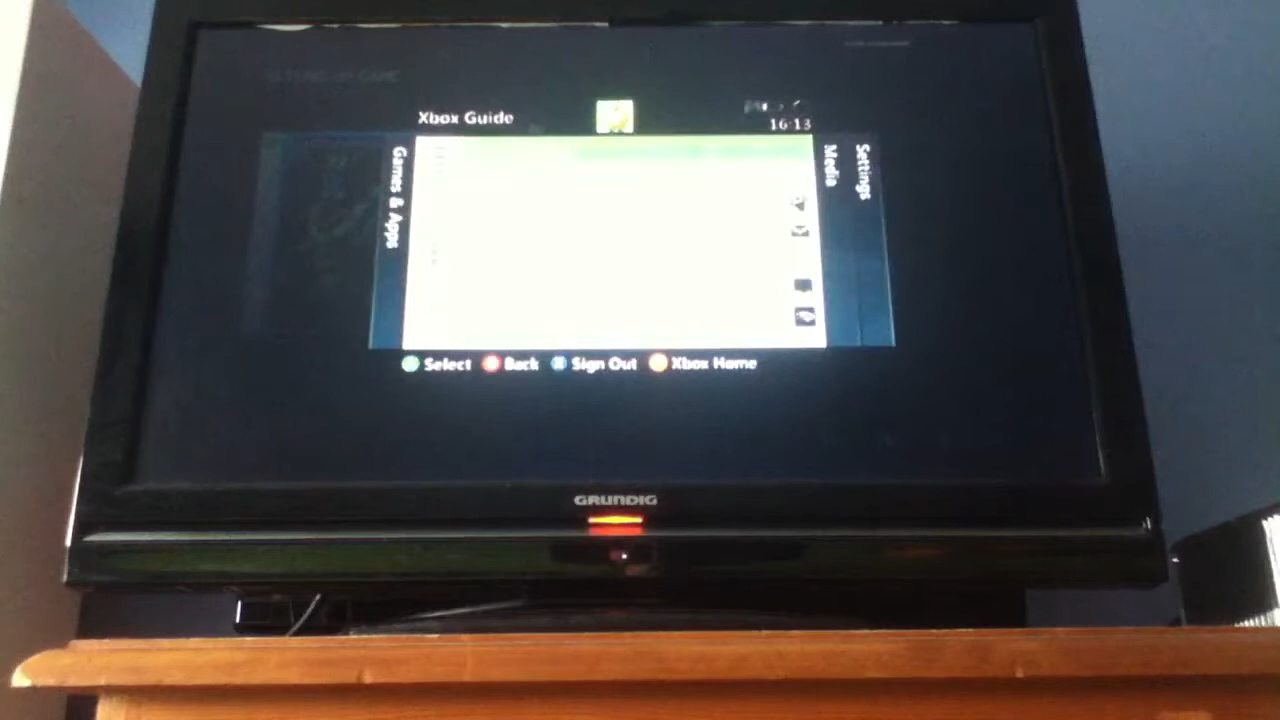 Xbox Guide
16:13
Games & Apps
Media
Settings
Select Back Sign Out Xbox Home
GRUNDIG